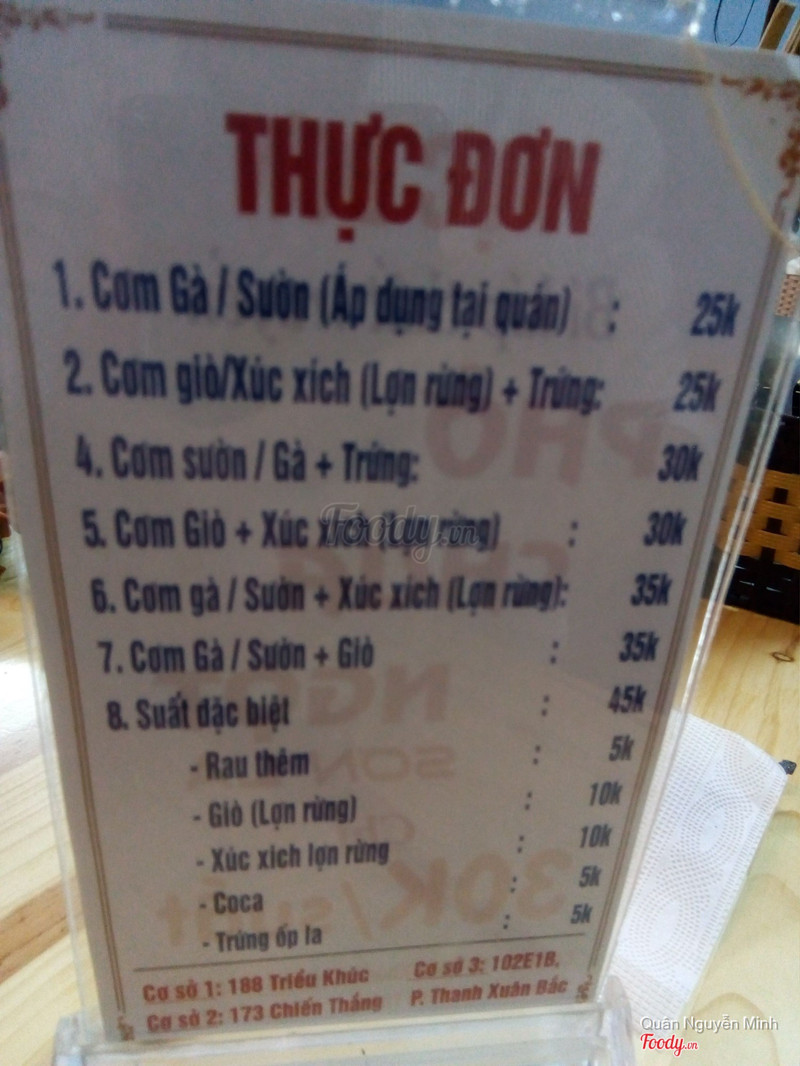 THỰC ĐƠN
1. Cơm Gà / Sườn (Áp dụng tại quán) : 25k
2. Cơm giò/Xúc xích (Lợn rừng) + Trứng: 25k
4. Cơm sườn / Gà + Trứng: 30k
5. Cơm Giò + Xúc xích (Lợn rừng) : 30k
6. Cơm gà / Sườn + Xúc xích (Lợn rừng): 35k
7. Cơm Gà / Sườn + Giò : 35k
8. Suất đặc biệt : 45k
- Rau thêm : 5k
- Giò (Lợn rừng) : 10k
- Xúc xich lợn rừng : 10k
- Coca : 5k
- Trứng ốp la : 5k
Cơ sở 1: 188 Triều Khúc
Cơ sở 2: 173 Chiến Thắng
Cơ sở 3: 102E1B,
P. Thanh Xuân Bắc
Foody.vn
Quân Nguyễn Minh
Foody.vn